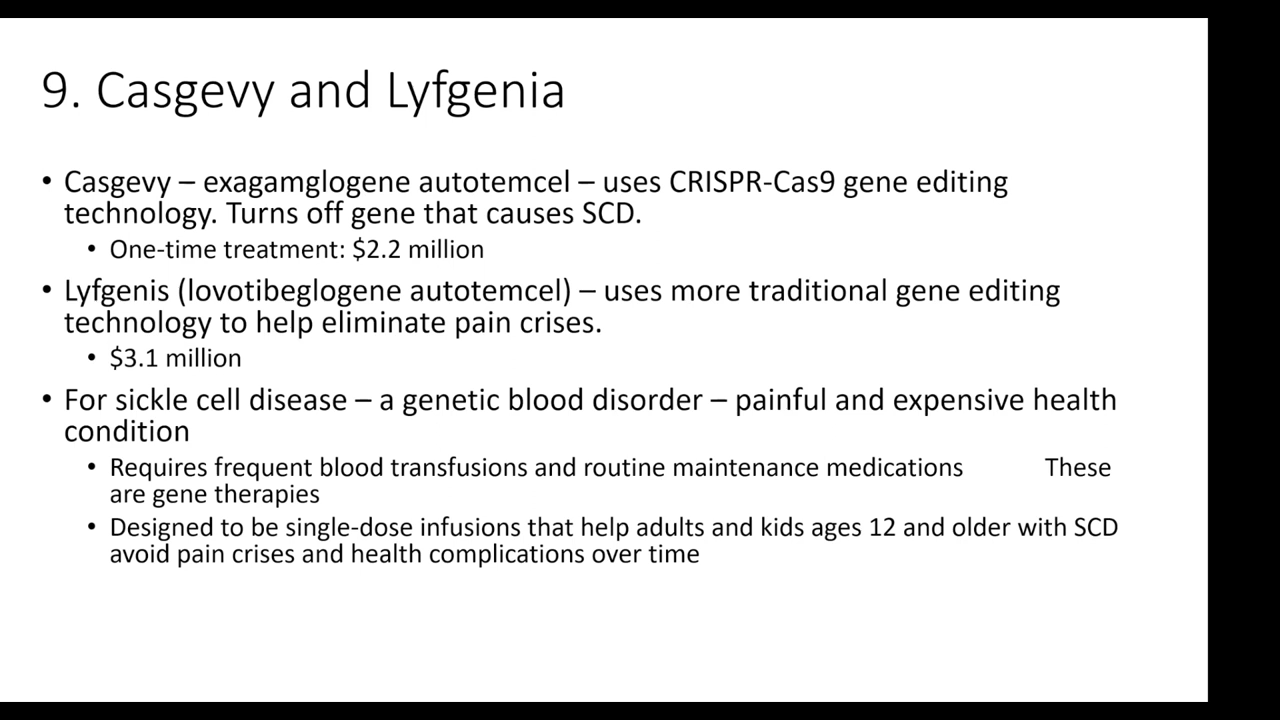 9. Casgevy and Lyfgenia
• Casgevy – exagamglogene autotemcel – uses CRISPR-Cas9 gene editing
technology. Turns off gene that causes SCD.
• One-time treatment: $2.2 million
• Lyfgenis (lovotibeglogene autotemcel) – uses more traditional gene editing
technology to help eliminate pain crises.
• $3.1 million
• For sickle cell disease – a genetic blood disorder – painful and expensive health
condition
• Requires frequent blood transfusions and routine maintenance medications These
are gene therapies
• Designed to be single-dose infusions that help adults and kids ages 12 and older with SCD
avoid pain crises and health complications over time